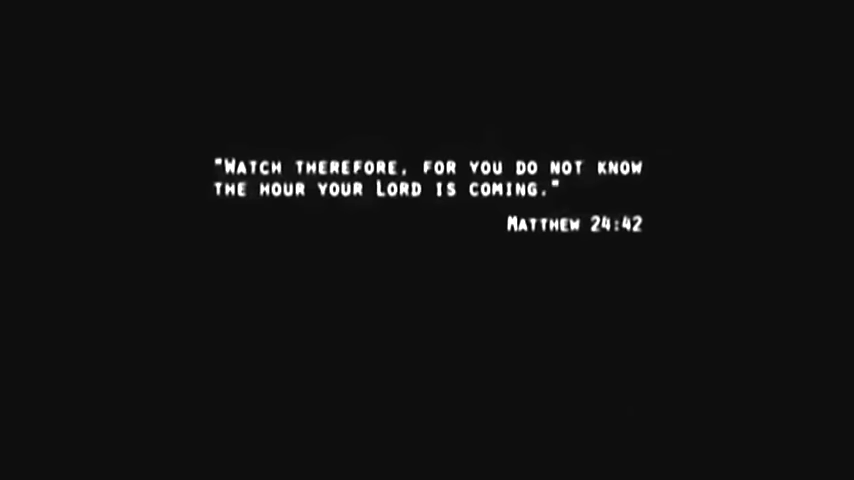 "Watch therefore, for you do not know
the hour your Lord is coming."
Matthew 24:42